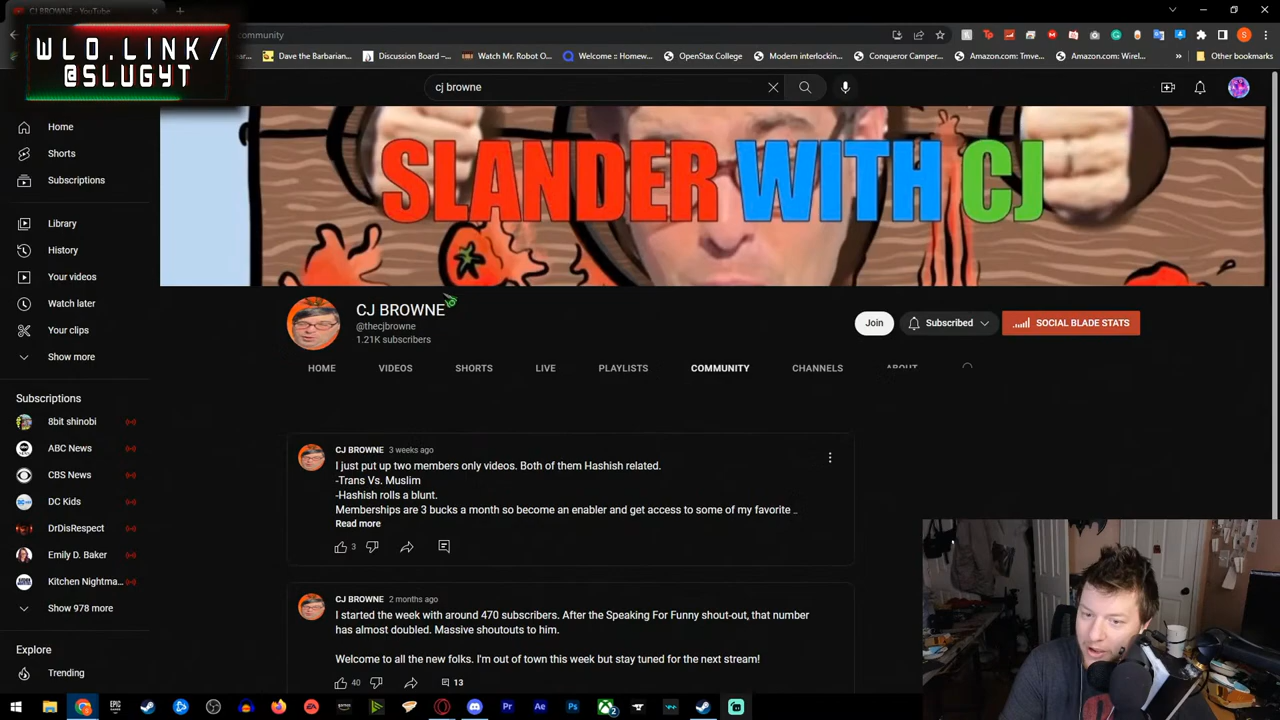 CJ BROWNE - YouTube
WLO.LINK/
@SLUGYT
community
Dave the Barbarian...
Discussion Board -...
Watch Mr. Robot O...
Welcome :: Homew...
OpenStax College
Modern interlockin...
Conqueror Camper...
Amazon.com: Tmve...
Amazon.com: Wirel...
»
Other bookmarks
cj browne
Home
Shorts
Subscriptions
Library
History
Your videos
Watch later
Your clips
Show more
Subscriptions
8bit shinobi
ABC News
CBS News
DC Kids
DrDisRespect
Emily D. Baker
Kitchen Nightma...
Show 978 more
Explore
Trending
SLANDER WITH CJ
CJ BROWNE
@thecjbrowne
1.21K subscribers
Join
Subscribed
SOCIAL BLADE STATS
HOME
VIDEOS
SHORTS
LIVE
PLAYLISTS
COMMUNITY
CHANNELS
ABOUT
CJ BROWNE 3 weeks ago
I just put up two members only videos. Both of them Hashish related.
-Trans Vs. Muslim
-Hashish rolls a blunt.
Memberships are 3 bucks a month so become an enabler and get access to some of my favorite ..
Read more
3
CJ BROWNE 2 months ago
I started the week with around 470 subscribers. After the Speaking For Funny shout-out, that number
has almost doubled. Massive shoutouts to him.
Welcome to all the new folks. I'm out of town this week but stay tuned for the next stream!
40
13